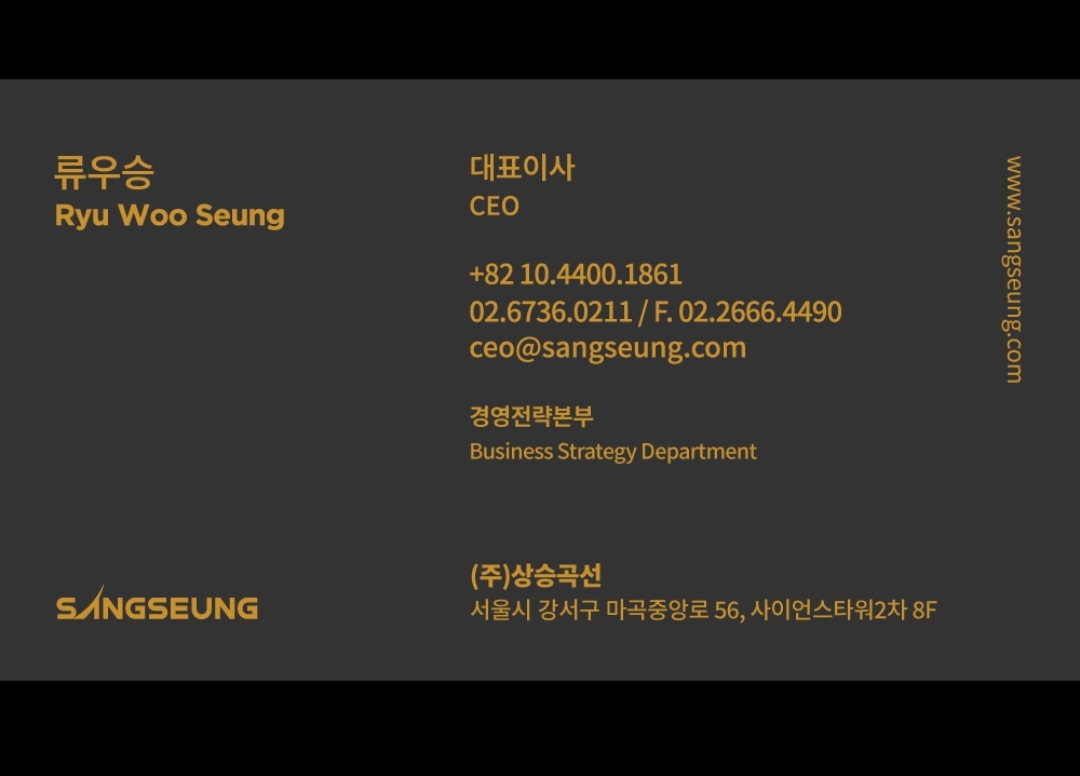 류우승
Ryu Woo Seung
대표이사
CEO
+82 10.4400.1861
02.6736.0211 / F. 02.2666.4490
ceo@sangseung.com
경영전략본부
Business Strategy Department
(주)상승곡선
서울시 강서구 마곡중앙로 56, 사이언스타워2차 8F
SANGSEUNG
www.sangseung.com